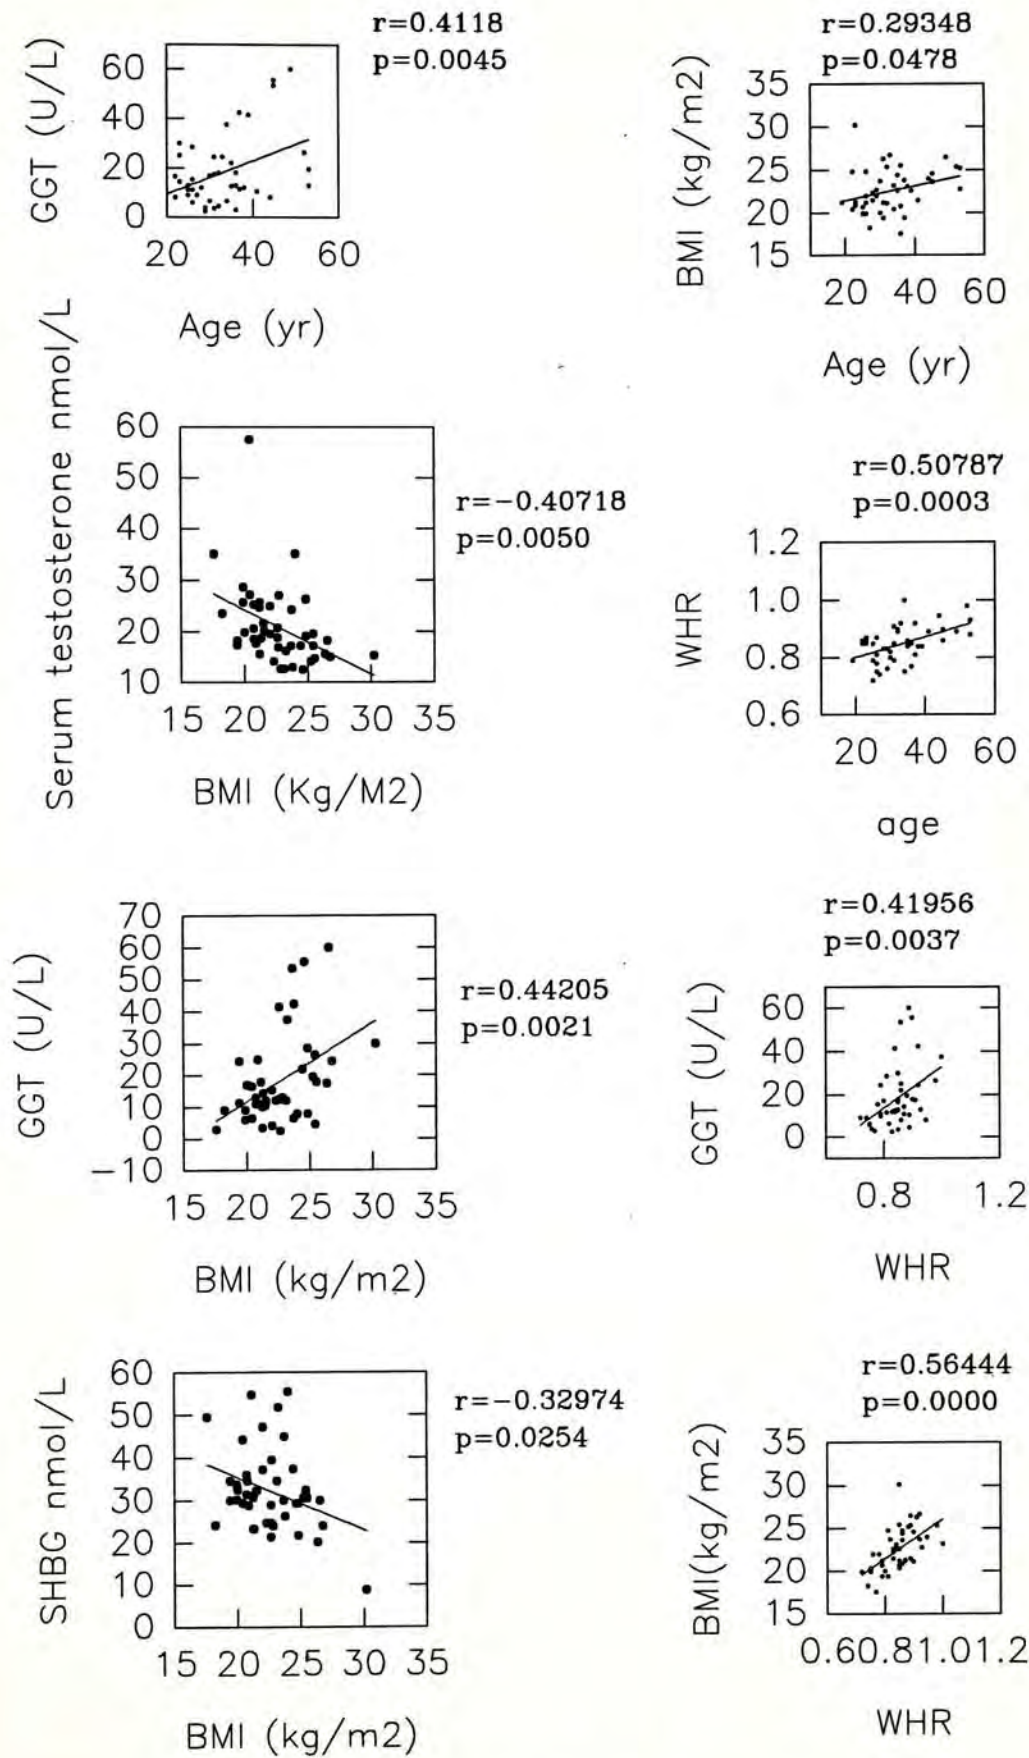 r=0.4118
p=0.0045
GGT (U/L)
60
40
20
0
20 40 60
Age (yr)
r=0.29348
p=0.0478
BMI (kg/m2)
35
30
25
20
15
20 40 60
Age (yr)
Serum testosterone nmol/L
60
50
40
30
20
10
15 20 25 30 35
BMI (Kg/M2)
r=-0.40718
p=0.0050
r=0.50787
p=0.0003
WHR
1.2
1.0
0.8
0.6
20 40 60
age
GGT (U/L)
70
60
50
40
30
20
10
0
-10
15 20 25 30 35
BMI (kg/m2)
r=0.44205
p=0.0021
r=0.41956
p=0.0037
GGT (U/L)
60
40
20
0
0.8 1.2
WHR
SHBG nmol/L
60
50
40
30
20
10
0
15 20 25 30 35
BMI (kg/m2)
r=-0.32974
p=0.0254
r=0.56444
p=0.0000
BMI(kg/m2)
35
30
25
20
15
0.60.81.01.2
WHR